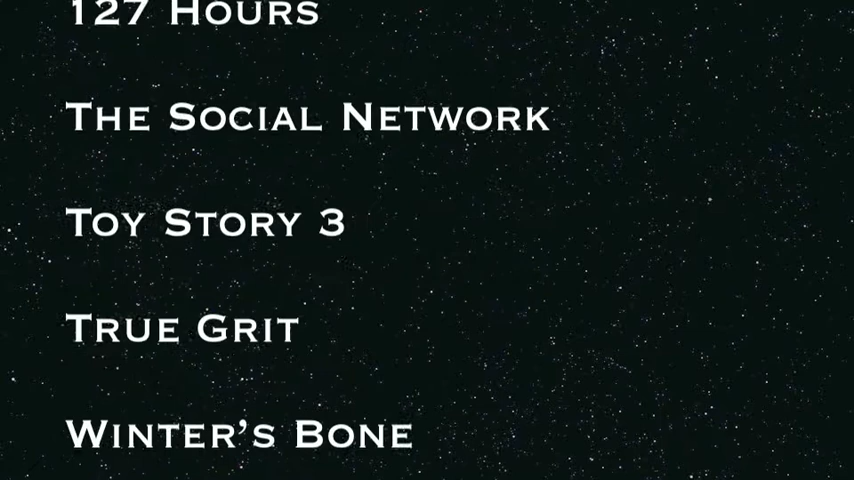 127 Hours
The Social Network
Toy Story 3
True Grit
Winter's Bone